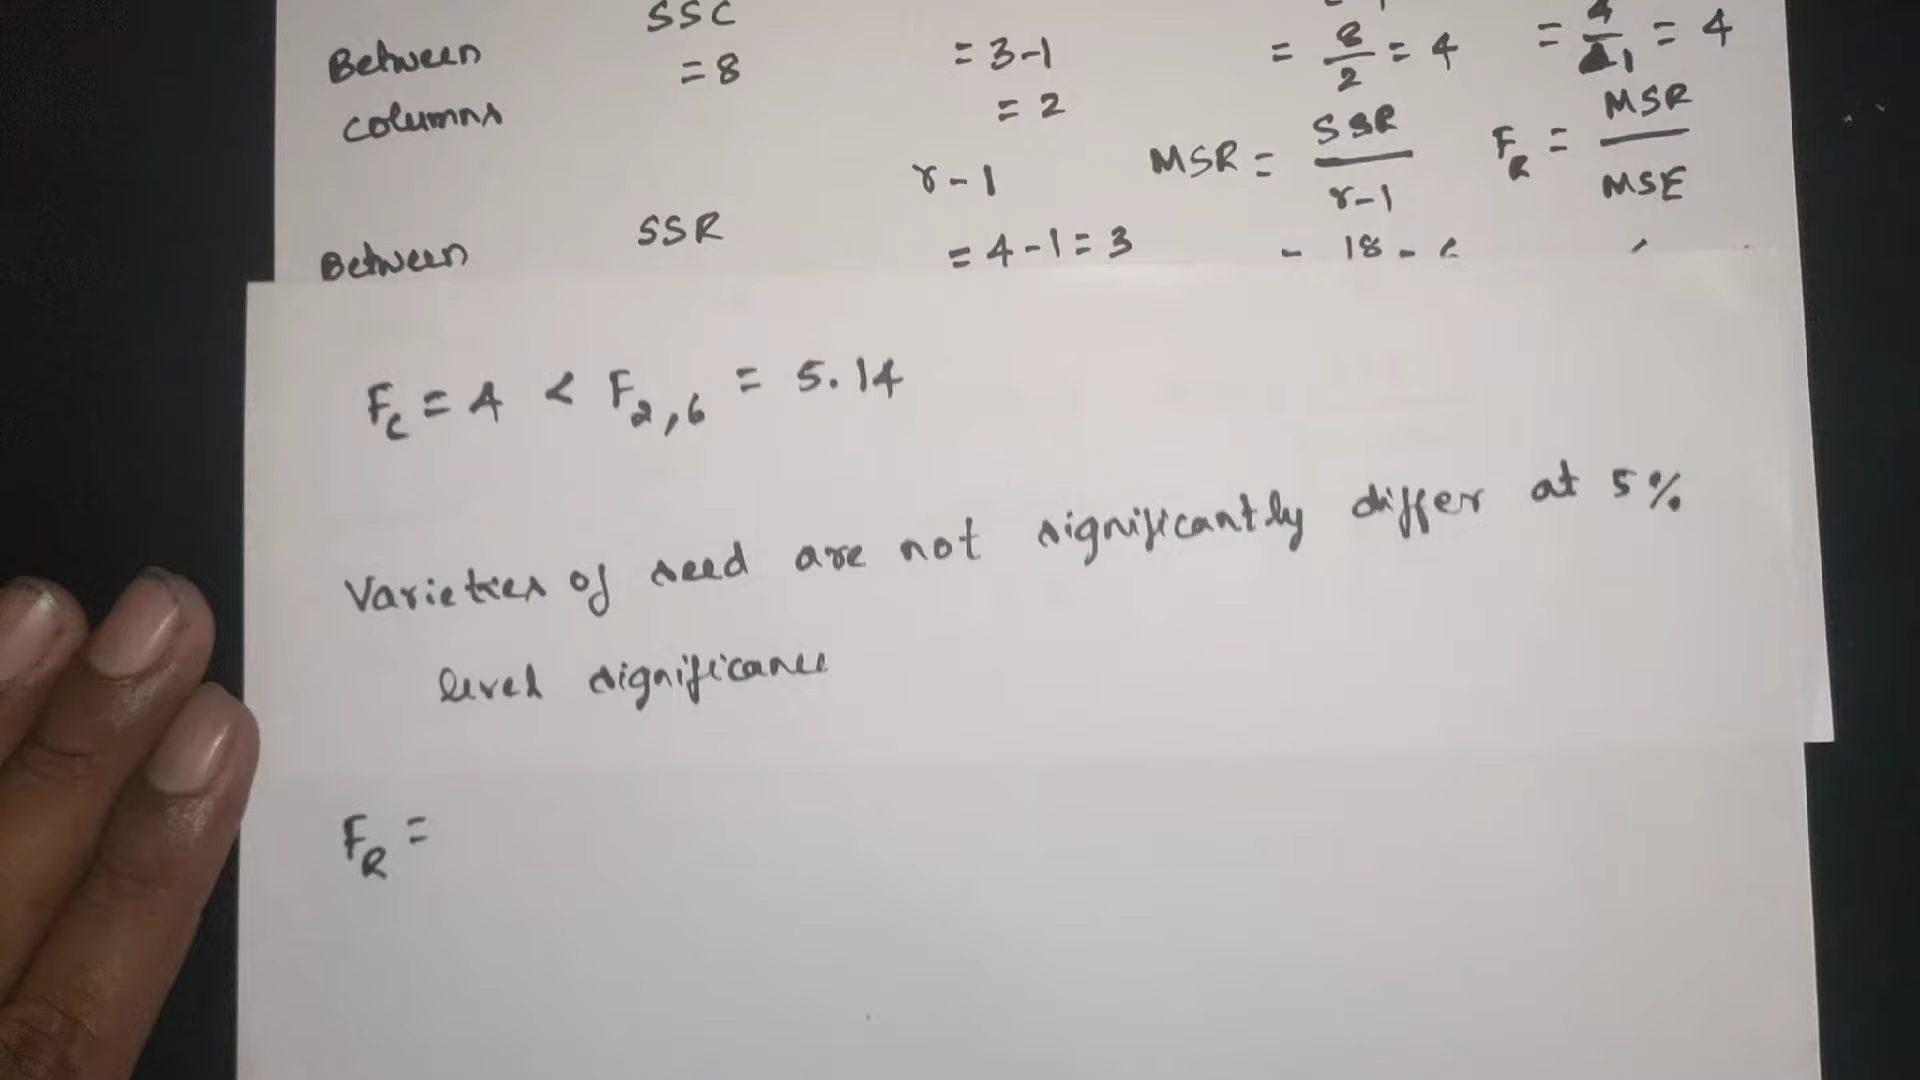 SSC
Between = 8 = 3-1 = 8/2 = 4 = 4/1 = 4
columns = 2
r-1 MSR = SSR/r-1 F_R = MSR/MSE
Between SSR = 4-1 = 3 = 18 =
F_c = 4 < F_2,6 = 5.14
Varieties of seed are not significantly differ at 5%
level significance
F_R =